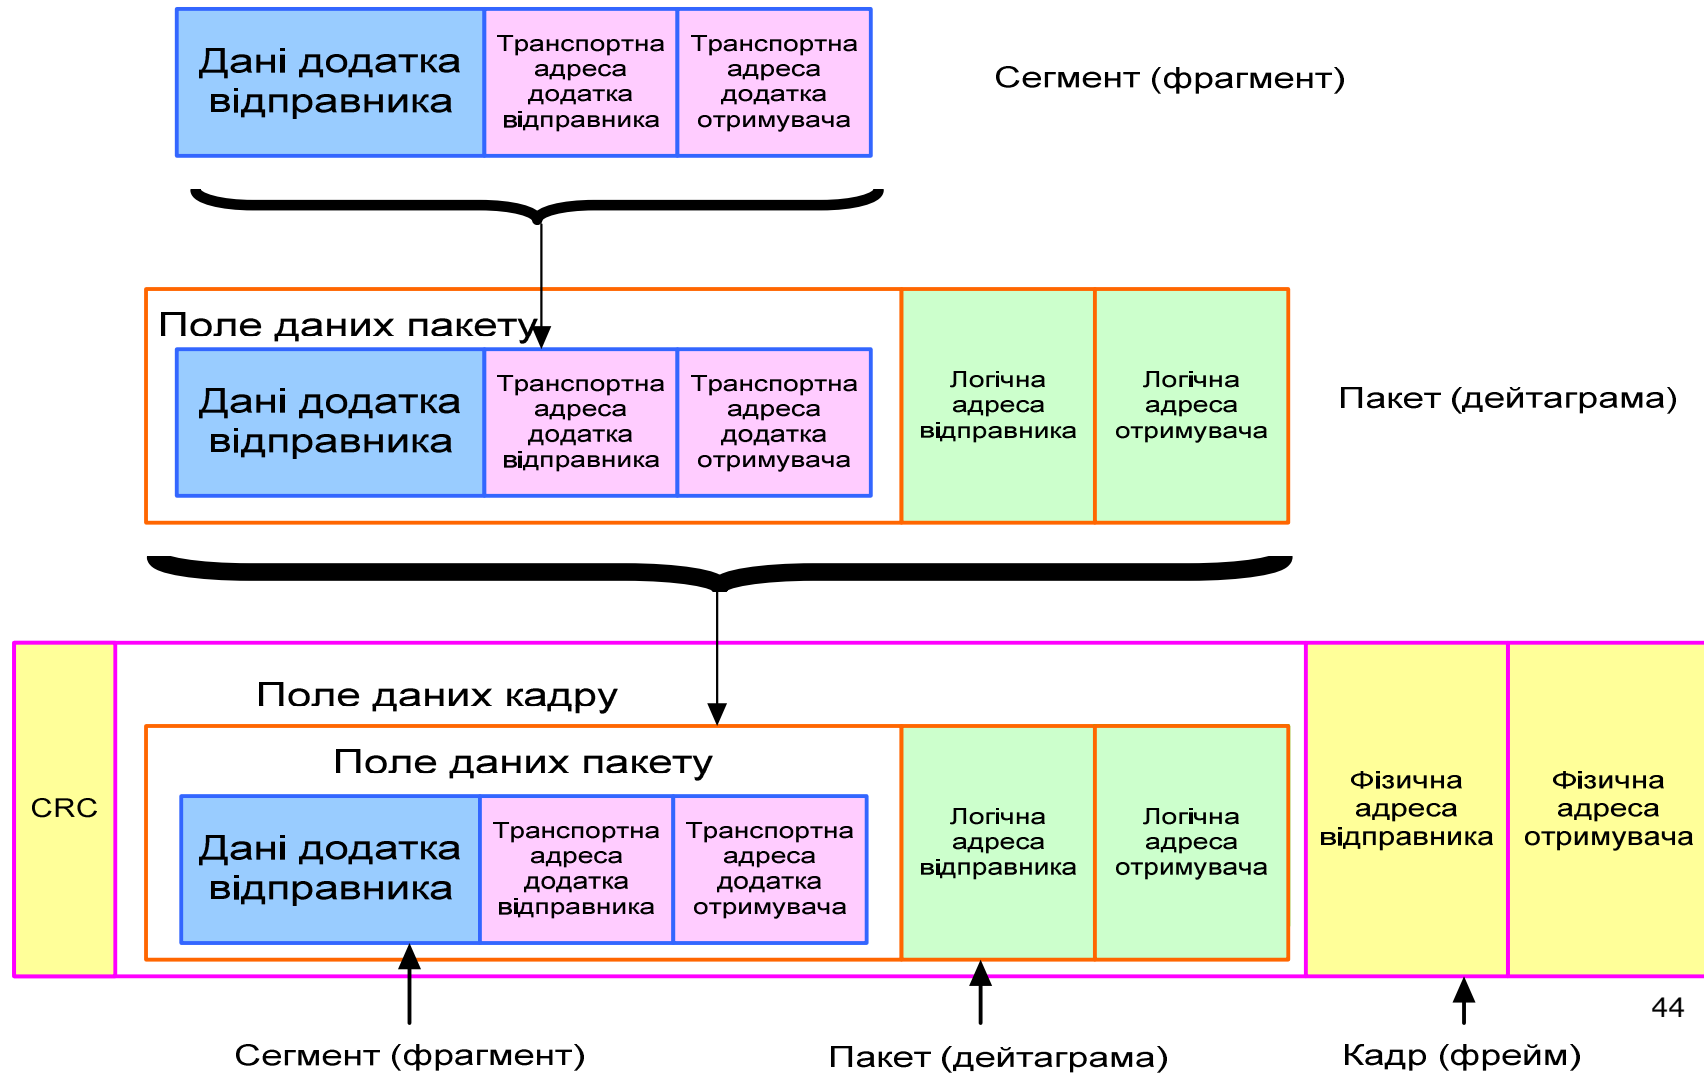 Дані додатка
відправника
Транспортна
адреса
додатка
відправника
Транспортна
адреса
додатка
отримувача
Сегмент (фрагмент)
Поле даних пакету
Дані додатка
відправника
Транспортна
адреса
додатка
відправника
Транспортна
адреса
додатка
отримувача
Логічна
адреса
відправника
Логічна
адреса
отримувача
Пакет (дейтаграма)
CRC
Поле даних кадру
Поле даних пакету
Дані додатка
відправника
Транспортна
адреса
додатка
відправника
Транспортна
адреса
додатка
отримувача
Логічна
адреса
відправника
Логічна
адреса
отримувача
Фізична
адреса
відправника
Фізична
адреса
отримувача
44
Сегмент (фрагмент)
Пакет (дейтаграма)
Кадр (фрейм)